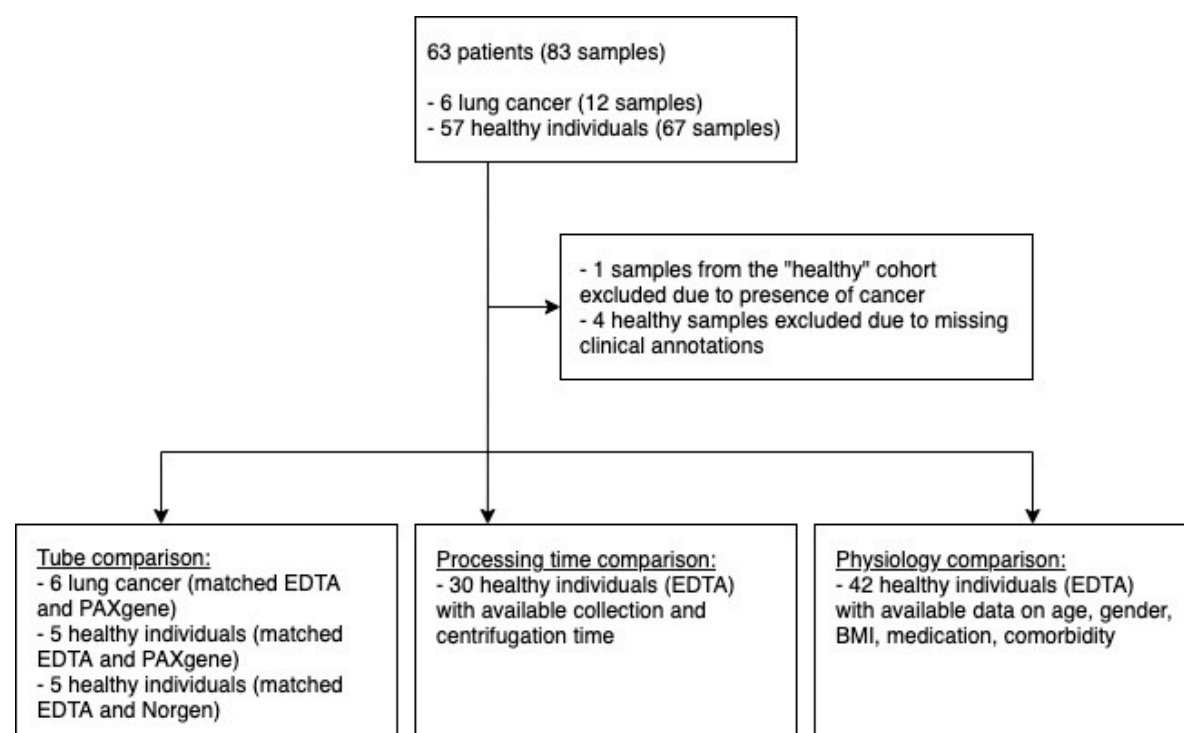 63 patients (83 samples)
- 6 lung cancer (12 samples)
- 57 healthy individuals (67 samples)
- 1 samples from the "healthy" cohort
excluded due to presence of cancer
- 4 healthy samples excluded due to missing
clinical annotations
Tube comparison:
- 6 lung cancer (matched EDTA
and PAXgene)
- 5 healthy individuals (matched
EDTA and PAXgene)
- 5 healthy individuals (matched
EDTA and Norgen)
Processing time comparison:
- 30 healthy individuals (EDTA)
with available collection and
centrifugation time
Physiology comparison:
- 42 healthy individuals (EDTA)
with available data on age, gender,
BMI, medication, comorbidity